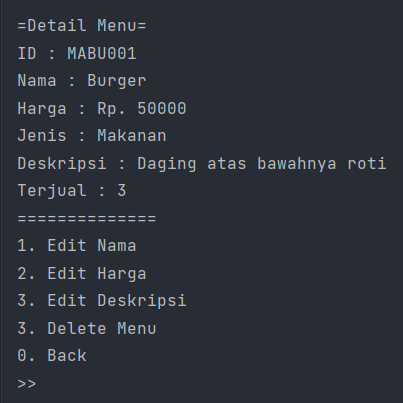 =Detail Menu=
ID : MABU001
Nama : Burger
Harga : Rp. 50000
Jenis : Makanan
Deskripsi : Daging atas bawahnya roti
Terjual : 3
==============
1. Edit Nama
2. Edit Harga
3. Edit Deskripsi
3. Delete Menu
0. Back
>>